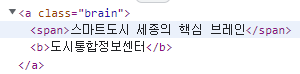 ▼<a class="brain">
<span>스마트도시 세종의 핵심 브레인</span>
<b>도시통합정보센터</b>
</a>